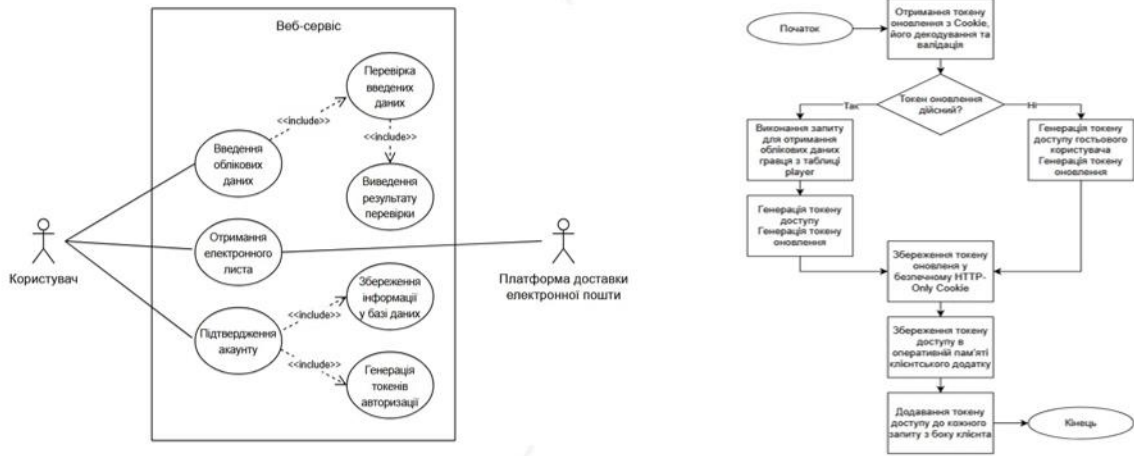 Веб-сервіс
Перевірка
введених
даних
<<include>>
<<include>>
Введення
облікових
даних
Виведення
результату
перевірки
Отримання
електронного
листа
Користувач
Платформа доставки
електронної пошти
Збереження
інформації
у базі даних
<<include>>
Підтвердження
акаунту
<<include>>
Генерація
токенів
авторизації
Початок
Отримання токену
оновлення з Cookie,
його декодування та
валідація
Токен оновлення
дійсний?
Так
Ні
Виконання запиту
для отримання
облікових даних
гравця з таблиці
player
Генерація токену
доступу гостьового
користувача
Генерація токену
оновлення
Генерація токену
доступу
Генерація токену
оновлення
Збереження токену
оновленя у
безпечному HTTP-
Only Cookie
Збереження токену
доступу в
оперативній пам'яті
клієнтського додатку
Додавання токену
доступу до кожного
запиту з боку клієнта
Кінець